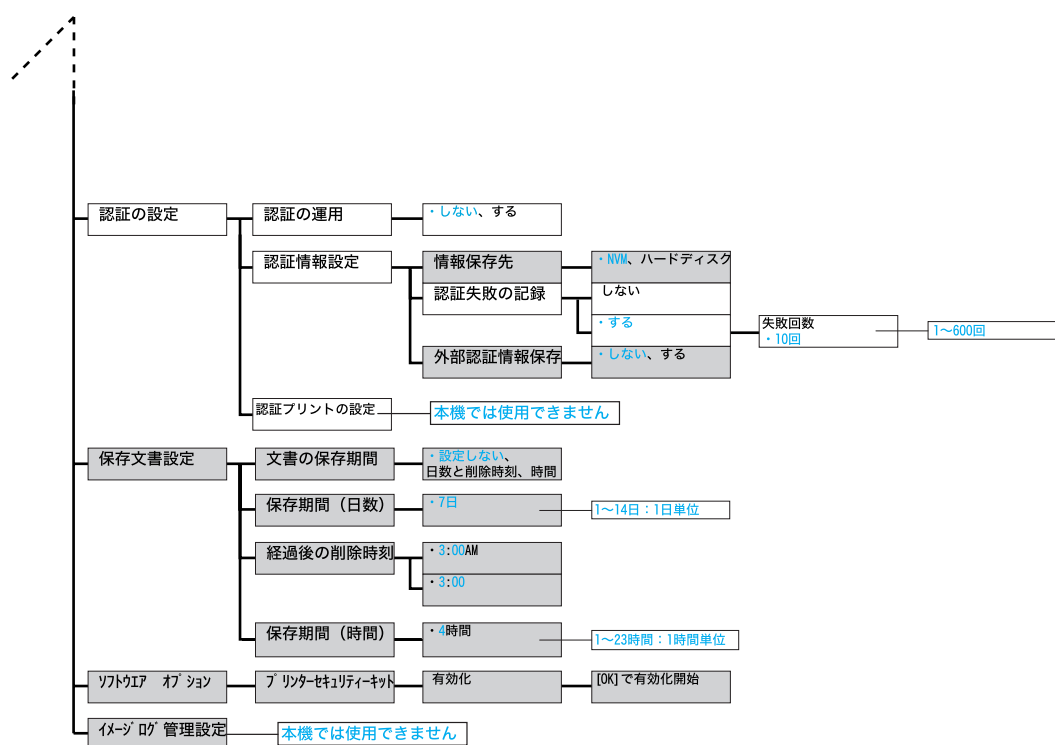 認証の設定
認証の運用
・しない、する
認証情報設定
情報保存先
・NVM、ハードディスク
認証失敗の記録
しない
・する
失敗回数
・10回
1～600回
外部認証情報保存
・しない、する
認証プリントの設定
本機では使用できません
保存文書設定
文書の保存期間
・設定しない、
日数と削除時刻、時間
保存期間（日数）
・7日
1～14日：1日単位
経過後の削除時刻
・3:00AM
・3:00
保存期間（時間）
・4時間
1～23時間：1時間単位
ｿﾌﾄｳｴｱ　ｵﾌﾟｼｮﾝ
ﾌﾟﾘﾝﾀｰｾｷｭﾘﾃｨｰｷｯﾄ
有効化
[OK]で有効化開始
ｲﾒｰｼﾞﾛｸﾞ管理設定
本機では使用できません